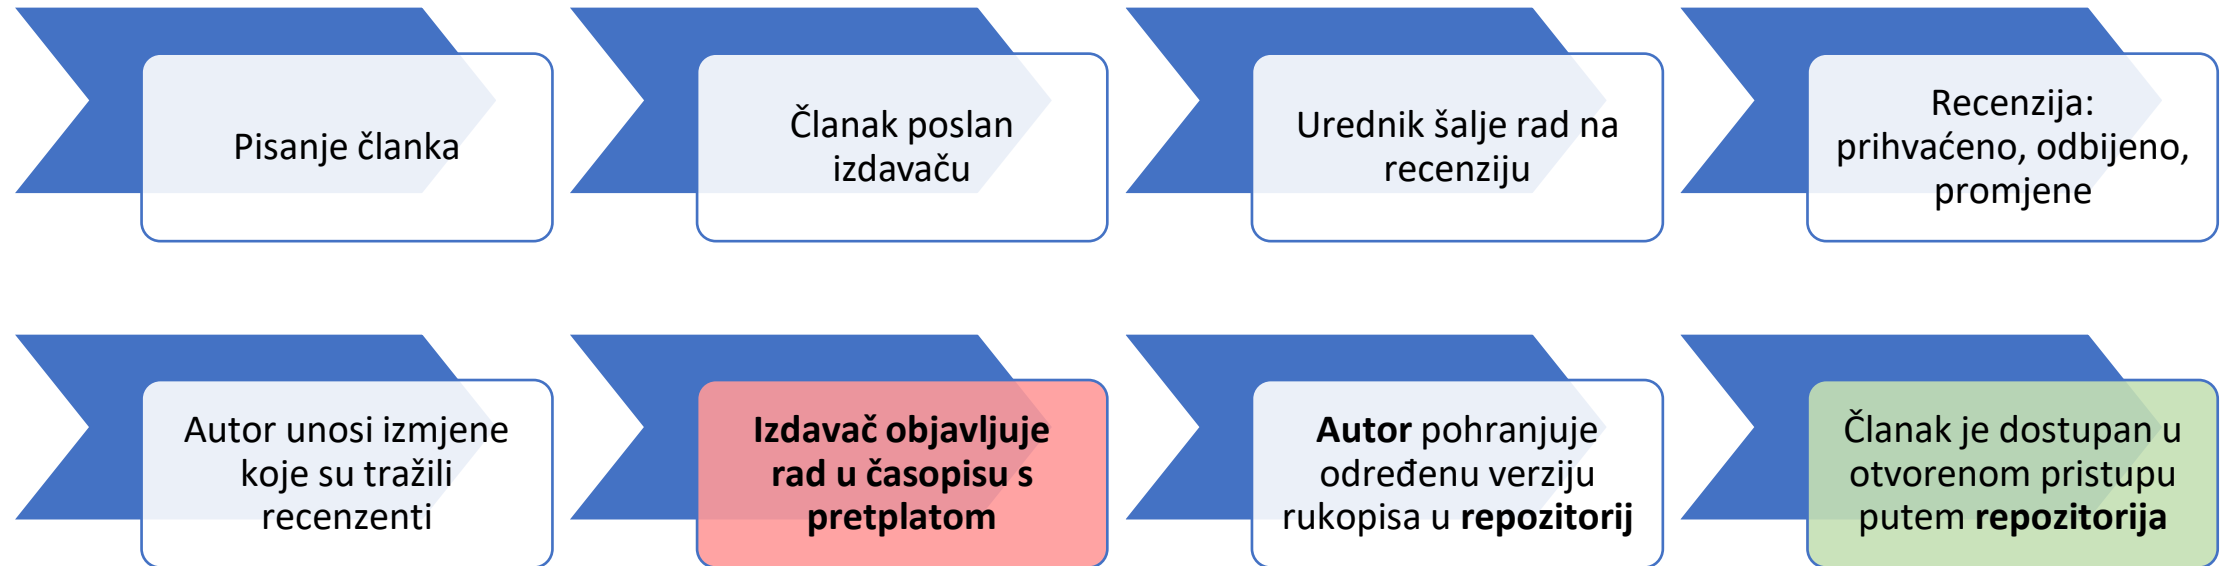 Pisanje članka
Članak poslan
izdavaču
Urednik šalje rad na
recenziju
Recenzija:
prihvaćeno, odbijeno,
promjene
Autor unosi izmjene
koje su tražili
recenzenti
Izdavač objavljuje
rad u časopisu s
pretplatom
Autor pohranjuje
određenu verziju
rukopisa u repozitorij
Članak je dostupan u
otvorenom pristupu
putem repozitorija